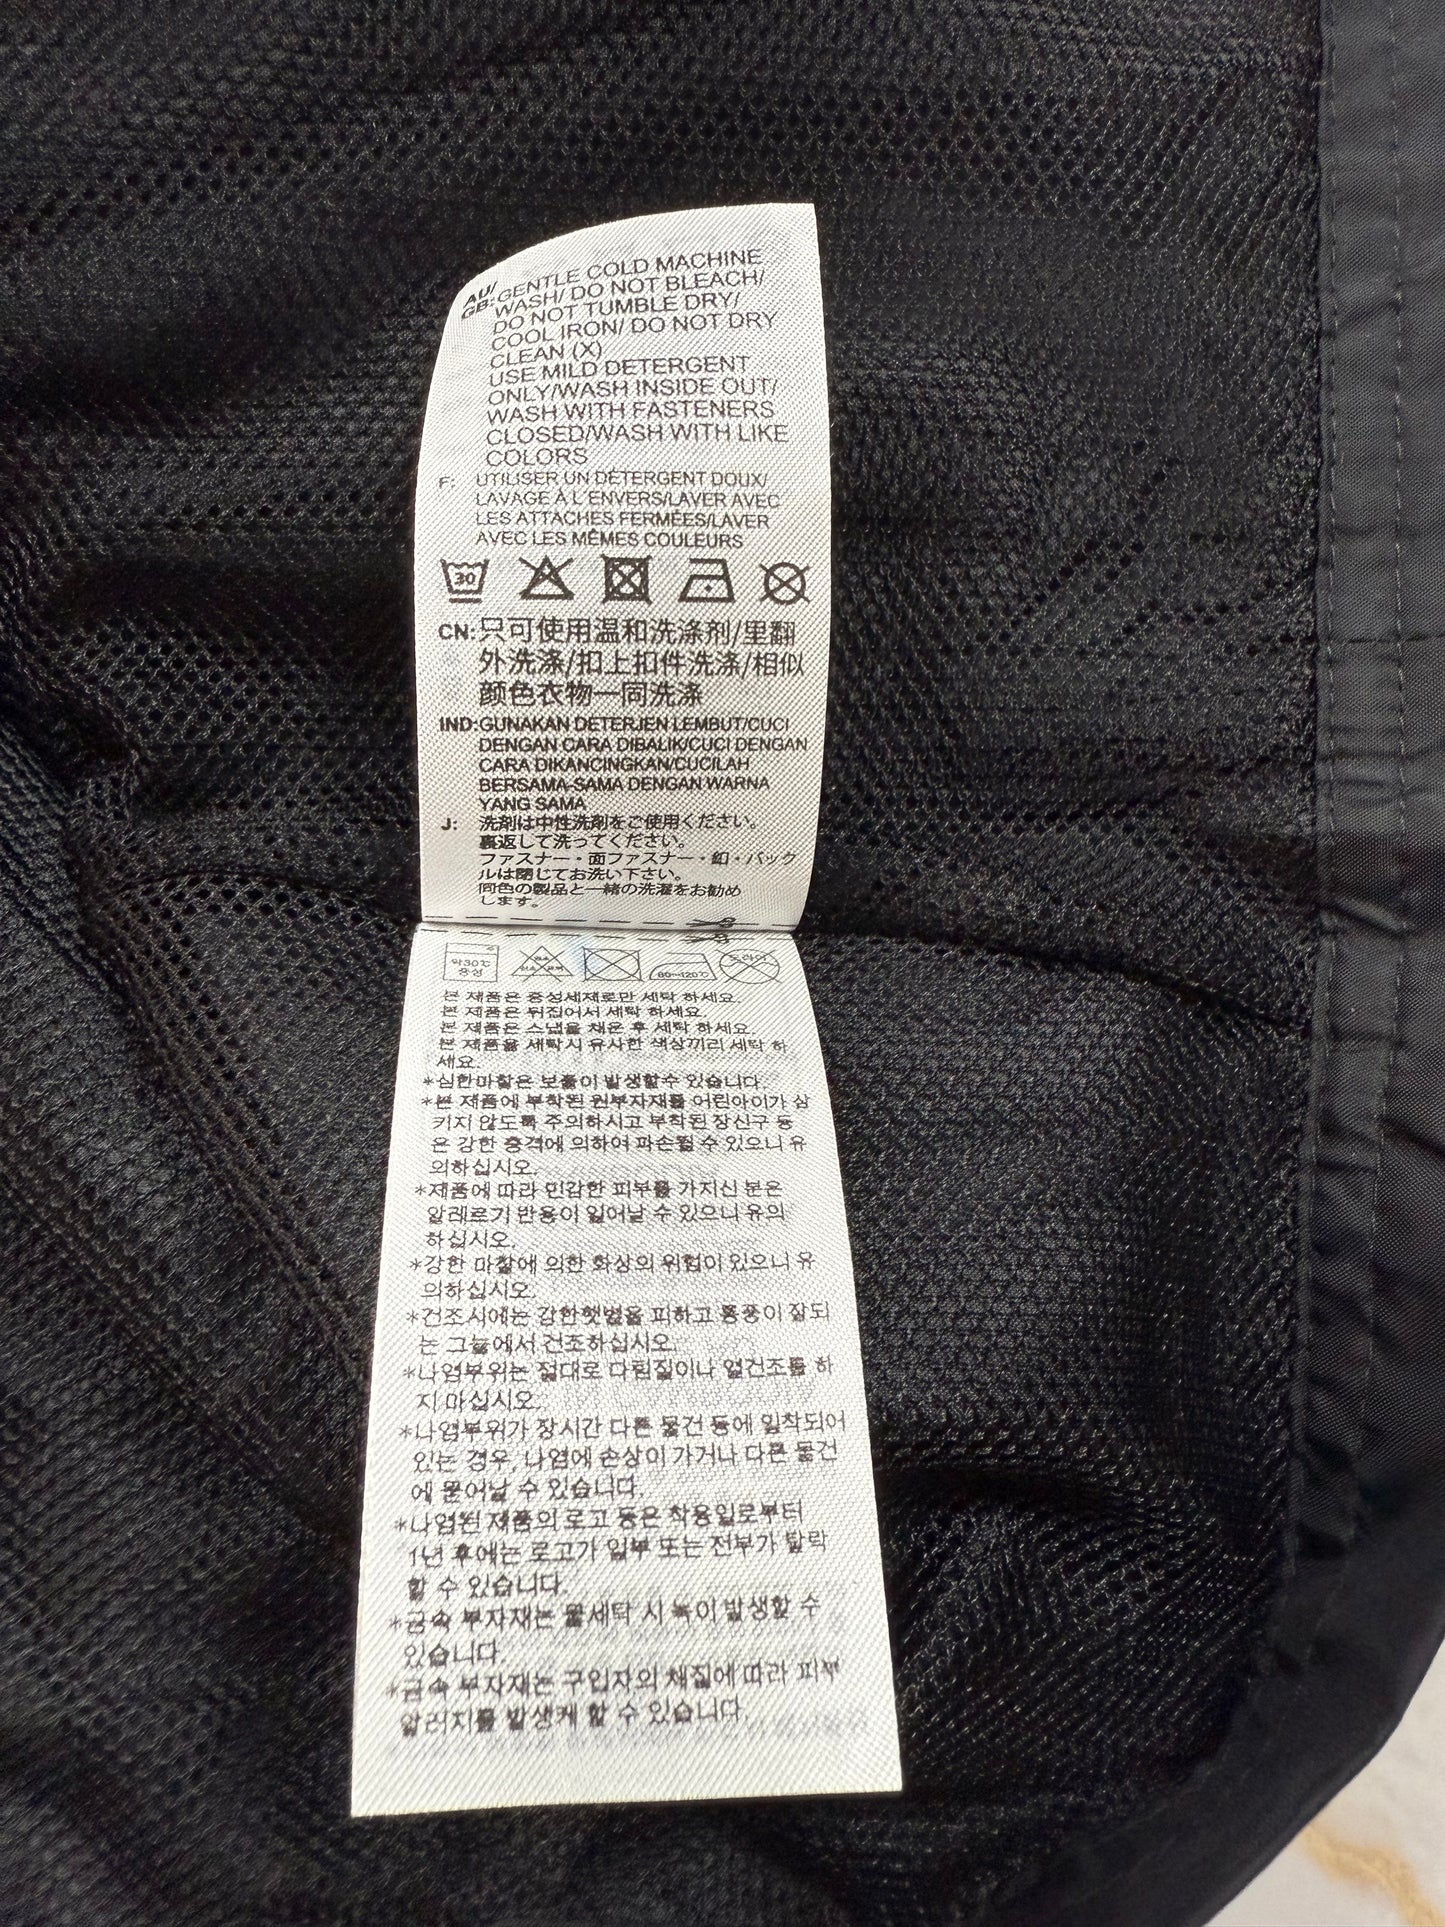 AU/
GB: GENTLE COLD MACHINE
WASH/ DO NOT BLEACH/
DO NOT TUMBLE DRY/
COOL IRON/ DO NOT DRY
CLEAN (X)
USE MILD DETERGENT
ONLY/WASH INSIDE OUT/
WASH WITH FASTENERS
CLOSED/WASH WITH LIKE
COLORS
F: UTILISER UN DÉTERGENT DOUX/
LAVAGE À L'ENVERS/LAVER AVEC
LES ATTACHES FERMÉES/LAVER
AVEC LES MÊMES COULEURS
30
CN: 只可使用温和洗涤剂/里翻
外洗涤/扣上扣件洗涤/相似
颜色衣物一同洗涤
IND: GUNAKAN DETERJEN LEMBUT/CUCI
DENGAN CARA DIBALIK/CUCI DENGAN
CARA DIKANCINGKAN/CUCILAH
BERSAMA-SAMA DENGAN WARNA
YANG SAMA
J: 洗剤は中性洗剤をご使用ください。
裏返して洗ってください。
ファスナー・面ファスナー・釦・バック
ルは閉じてお洗い下さい。
同色の製品と一緒の洗濯をお勧め
します。
약30℃
중성
80~120℃
드라이
본 제품은 중성세제로만 세탁 하세요.
본 제품은 뒤집어서 세탁 하세요.
본 제품은 스냅을 채운 후 세탁 하세요.
본 제품을 세탁시 유사한 색상끼리 세탁 하
세요.
*심한마찰은 보풀이 발생할수 있습니다.
*본 제품에 부착된 원부자재를 어린아이가 삼
키지 않도록 주의하시고 부착된 장신구 등
은 강한 충격에 의하여 파손될 수 있으니 유
의하십시오.
*제품에 따라 민감한 피부를 가지신 분은
알레르기 반응이 일어날 수 있으니 유의
하십시오.
*강한 마찰에 의한 화상의 위험이 있으니 유
의하십시오.
*건조시에는 강한햇볕을 피하고 통풍이 잘되
는 그늘에서 건조하십시오.
*나염부위는 절대로 다림질이나 열건조를 하
지 마십시오.
*나염부위가 장시간 다른 물건 등에 밀착되어
있는 경우, 나염에 손상이 가거나 다른 물건
에 묻어날 수 있습니다.
*나염된 제품의 로고 등은 착용일로부터
1년 후에는 로고가 일부 또는 전부가 탈락
할 수 있습니다.
*금속 부자재는 물세탁 시 녹이 발생할 수
있습니다.
*금속 부자재는 구입자의 체질에 따라 피부
알러지를 발생케 할 수 있습니다.